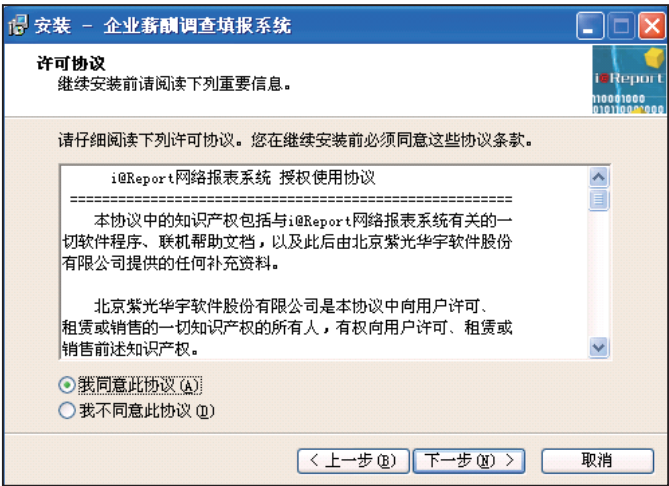 安装 - 企业薪酬调查填报系统
许可协议
继续安装前请阅读下列重要信息。
i@Report
110001000
010110001000
请仔细阅读下列许可协议。您在继续安装前必须同意这些协议条款。
i@Report网络报表系统 授权使用协议
=======================================================
本协议中的知识产权包括与i@Report网络报表系统有关的一
切软件程序、联机帮助文档，以及此后由北京紫光华宇软件股份
有限公司提供的任何补充资料。
北京紫光华宇软件股份有限公司是本协议中向用户许可、
租赁或销售的一切知识产权的所有人，有权向用户许可、租赁或
销售前述知识产权。
我同意此协议(A)
我不同意此协议(D)
< 上一步(B)
下一步(N) >
取消